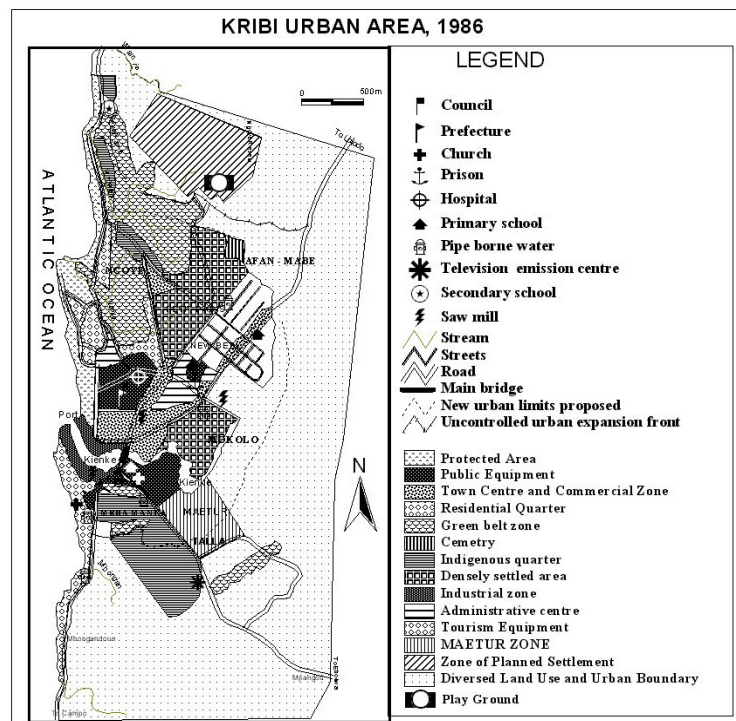 KRIBI URBAN AREA, 1986
LEGEND
0 500m
ATLANTIC OCEAN
AFAN - MABE
NEW BELL
Port
MOKOLO
Kienke
Kienke
MAETUR
TALLA
N
Mbongandoue
Mpangou
To Campo
Council
Prefecture
Church
Prison
Hospital
Primary school
Pipe borne water
Television emission centre
Secondary school
Saw mill
Stream
Streets
Road
Main bridge
New urban limits proposed
Uncontrolled urban expansion front
Protected Area
Public Equipment
Town Centre and Commercial Zone
Residential Quarter
Green belt zone
Cemetry
Indigenous quarter
Densely settled area
Industrial zone
Administrative centre
Tourism Equipment
MAETUR ZONE
Zone of Planned Settlement
Diversed Land Use and Urban Boundary
Play Ground